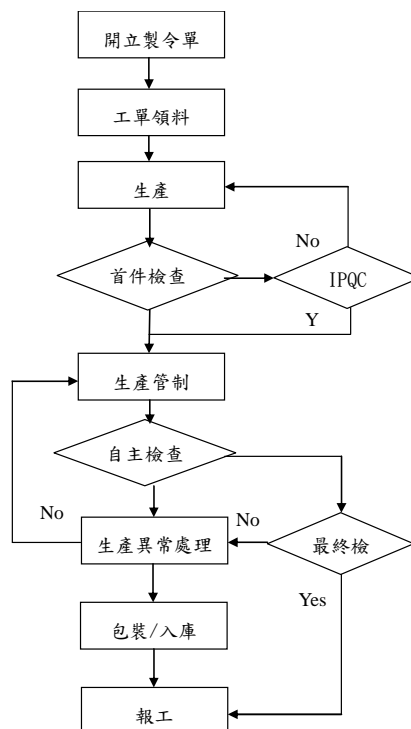 開立製令單
工單領料
生產
No
首件檢查
IPQC
Y
生產管制
自主檢查
No
No
生產異常處理
最終檢
Yes
包裝/入庫
報工